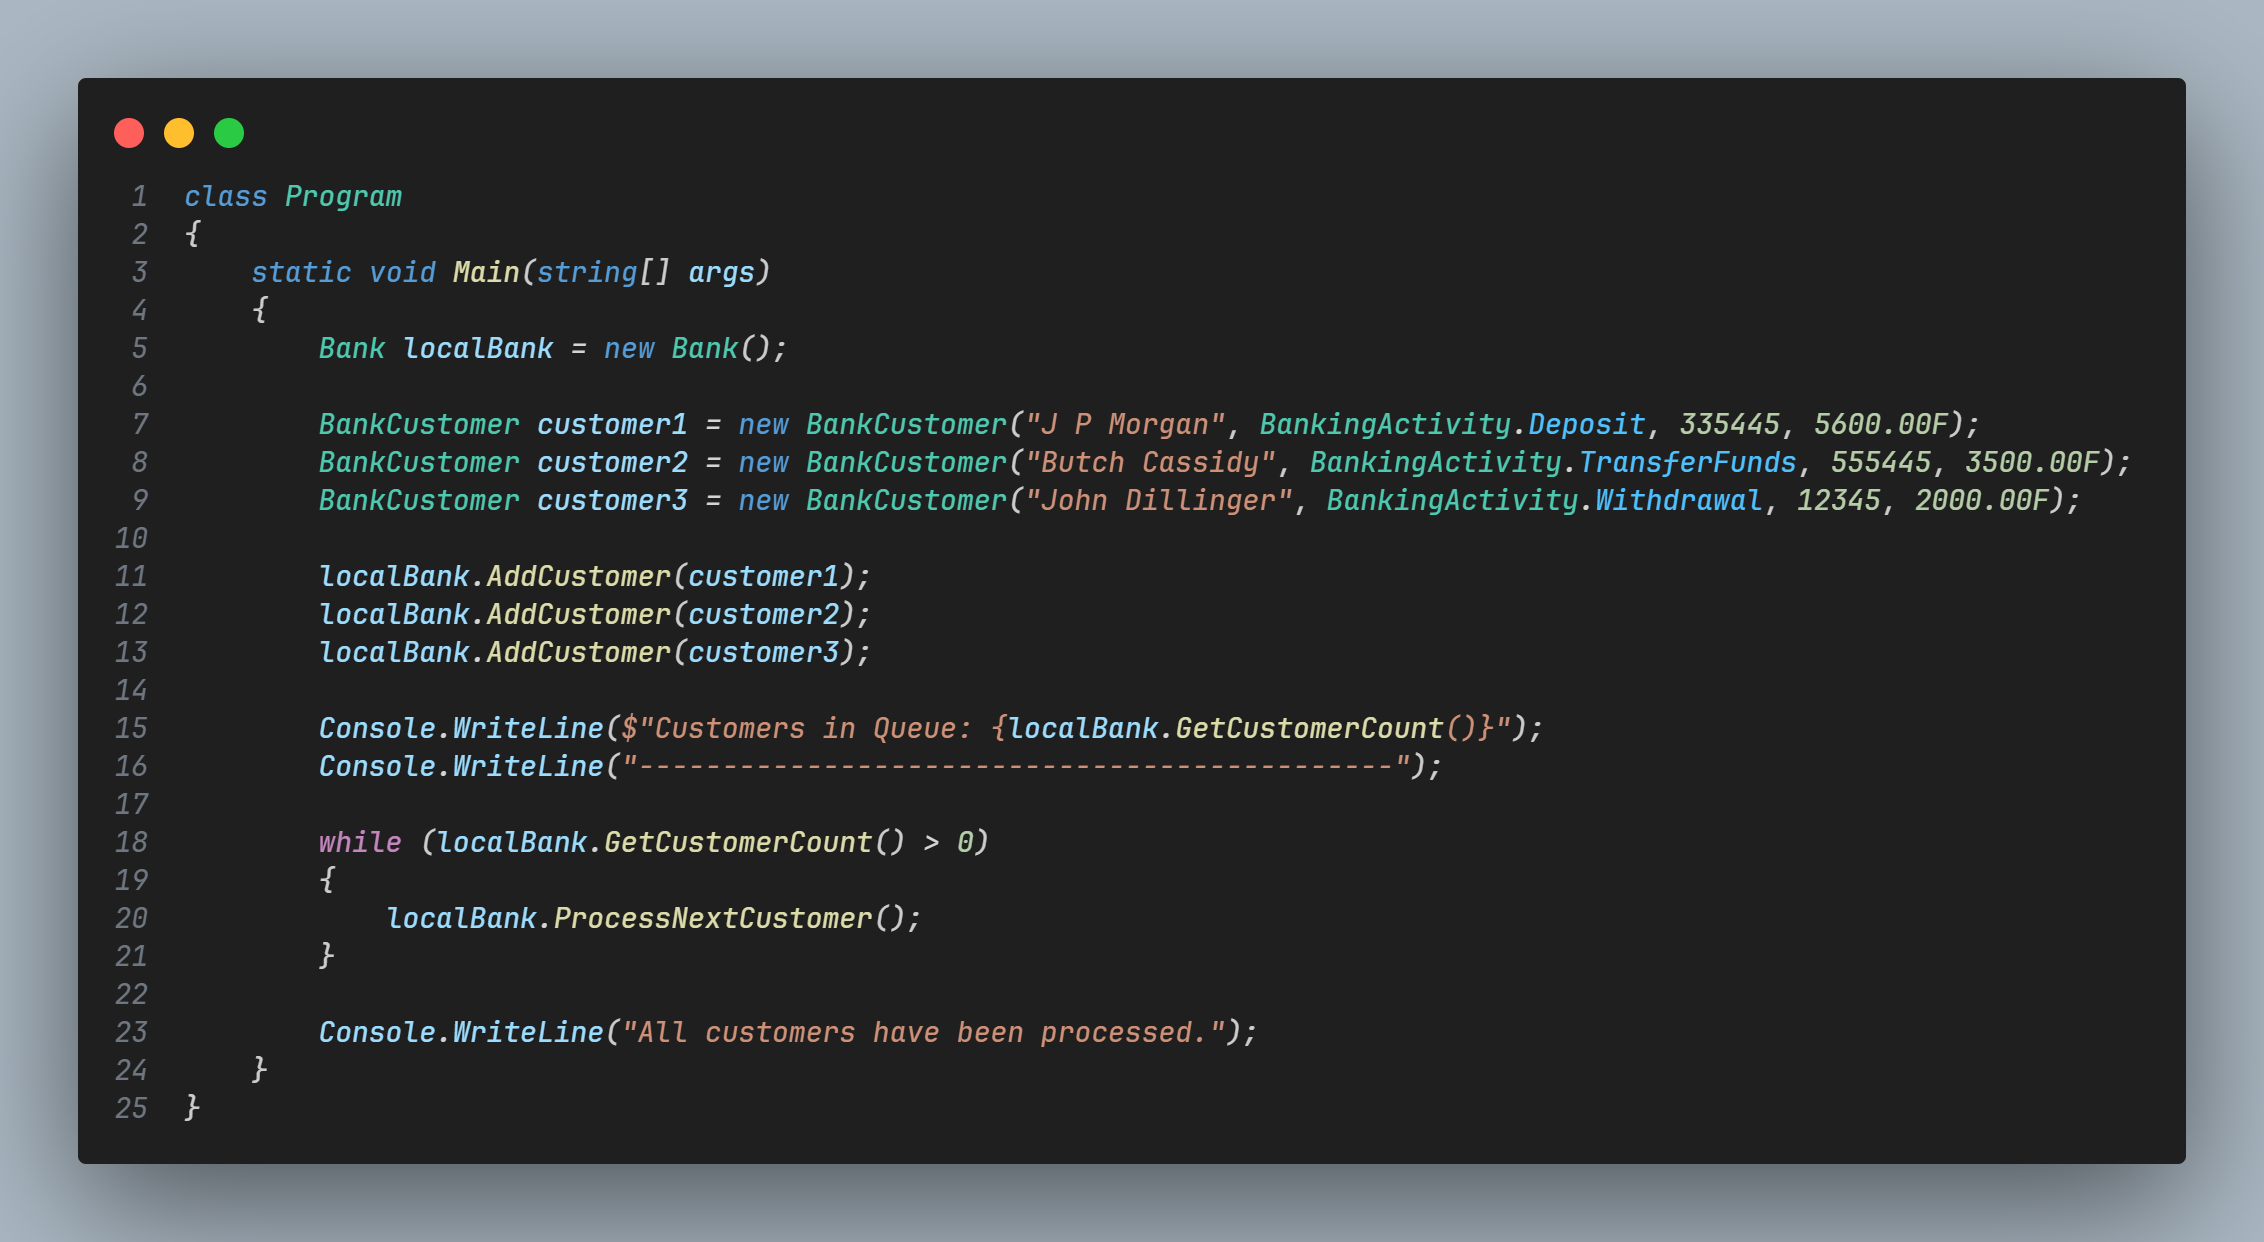 1 class Program
2 {
3     static void Main(string[] args)
4     {
5         Bank localBank = new Bank();
6
7         BankCustomer customer1 = new BankCustomer("J P Morgan", BankingActivity.Deposit, 335445, 5600.00F);
8         BankCustomer customer2 = new BankCustomer("Butch Cassidy", BankingActivity.TransferFunds, 555445, 3500.00F);
9         BankCustomer customer3 = new BankCustomer("John Dillinger", BankingActivity.Withdrawal, 12345, 2000.00F);
10
11         localBank.AddCustomer(customer1);
12         localBank.AddCustomer(customer2);
13         localBank.AddCustomer(customer3);
14
15         Console.WriteLine($"Customers in Queue: {localBank.GetCustomerCount()}");
16         Console.WriteLine("---------------------------------------------");
17
18         while (localBank.GetCustomerCount() > 0)
19         {
20             localBank.ProcessNextCustomer();
21         }
22
23         Console.WriteLine("All customers have been processed.");
24     }
25 }